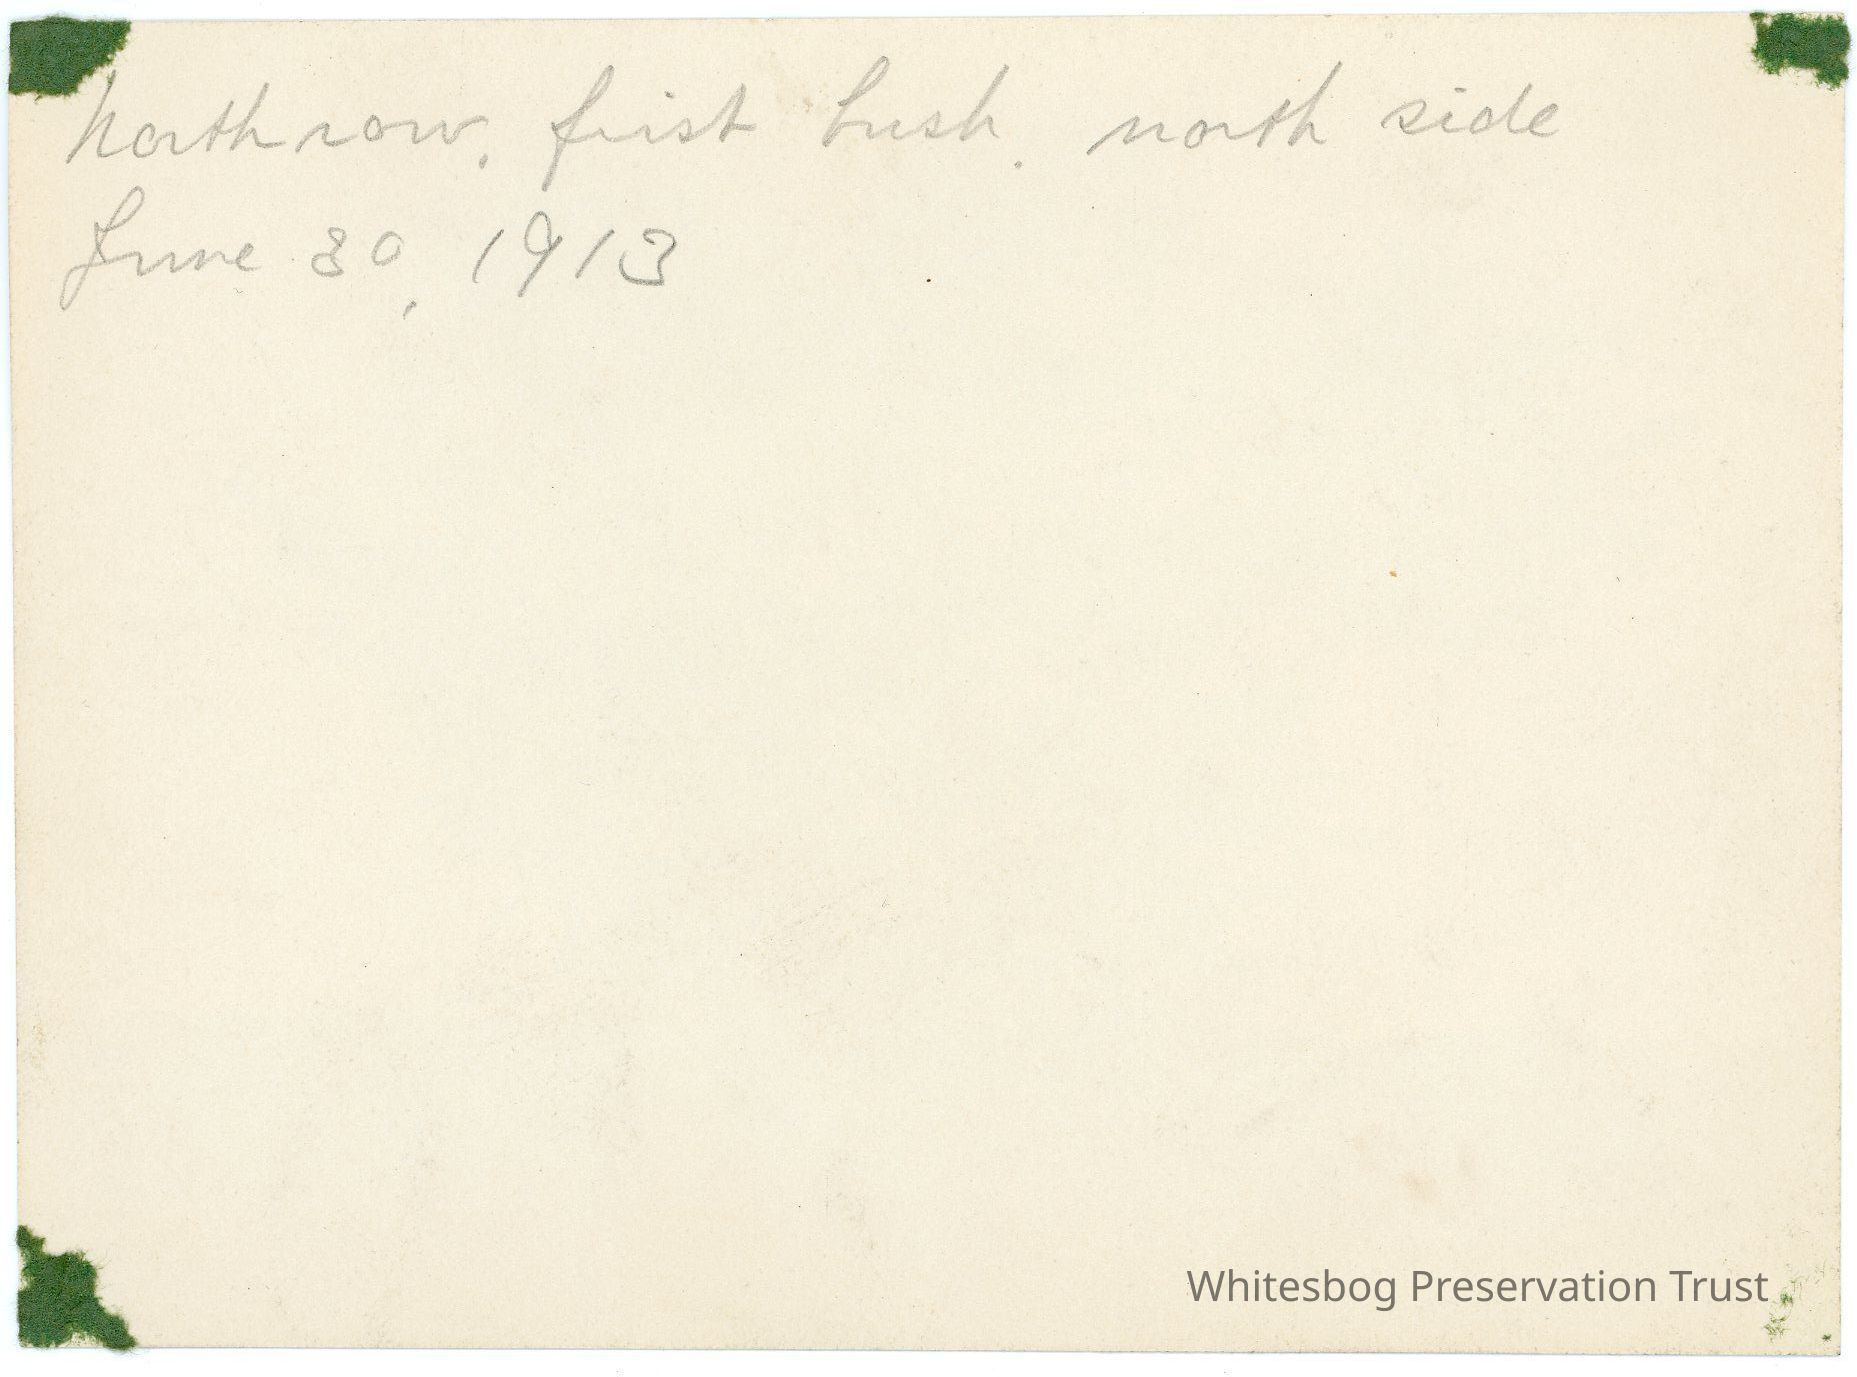 North row, first bush, north side
June 30, 1913
Whitesbog Preservation Trust